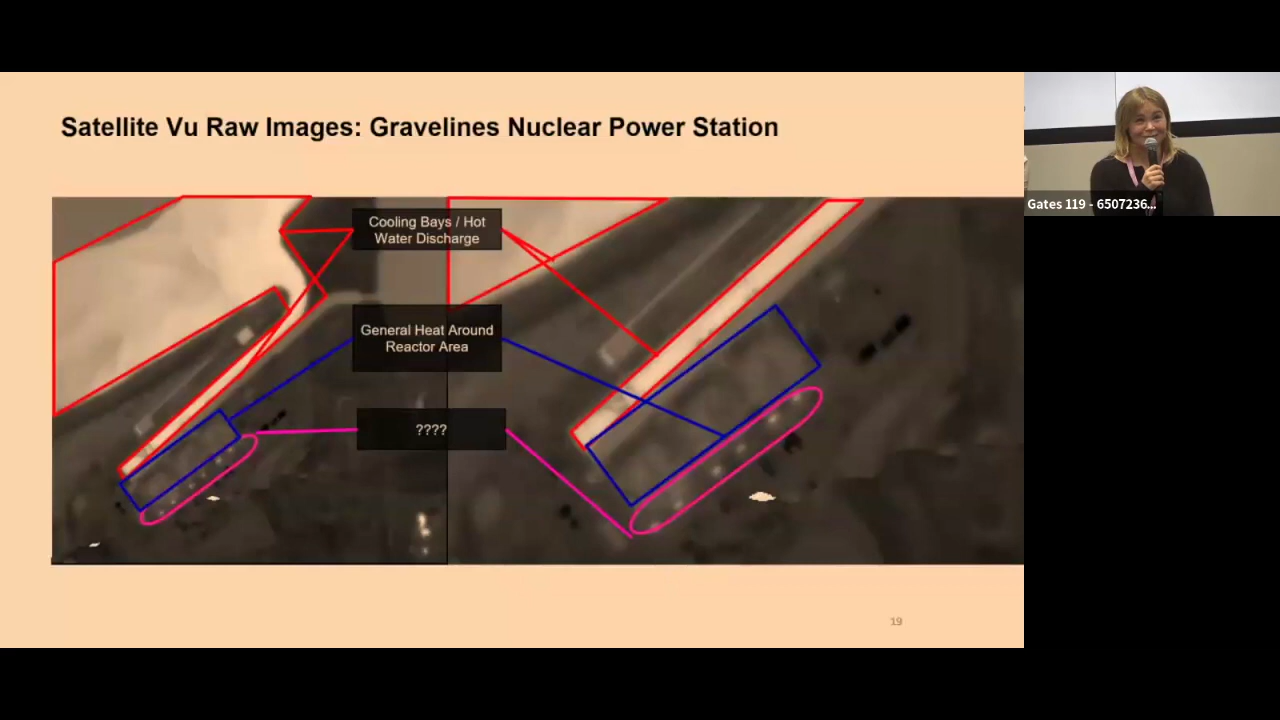 Satellite Vu Raw Images: Gravelines Nuclear Power Station
Cooling Bays / Hot
Water Discharge
General Heat Around
Reactor Area
????
19
Gates 119 - 6507236...